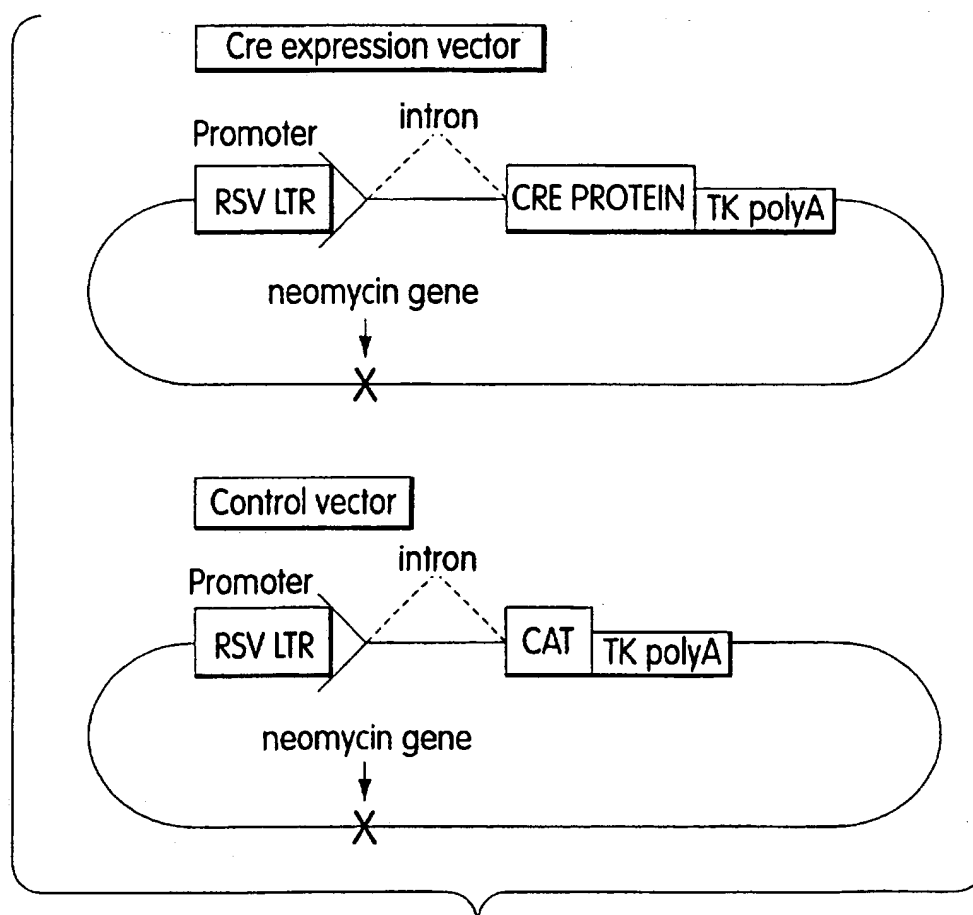 Cre expression vector
intron
Promoter
RSV LTR
CRE PROTEIN
TK polyA
neomycin gene
X
Control vector
intron
Promoter
RSV LTR
CAT
TK polyA
neomycin gene
X